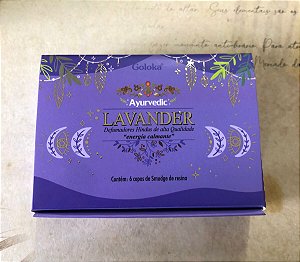 Goloka
Ayurvedic
LAVANDER
Defumadores Hindus de alta Qualidade
"energia calmante"
Contém: 6 copos de Smudge de resina